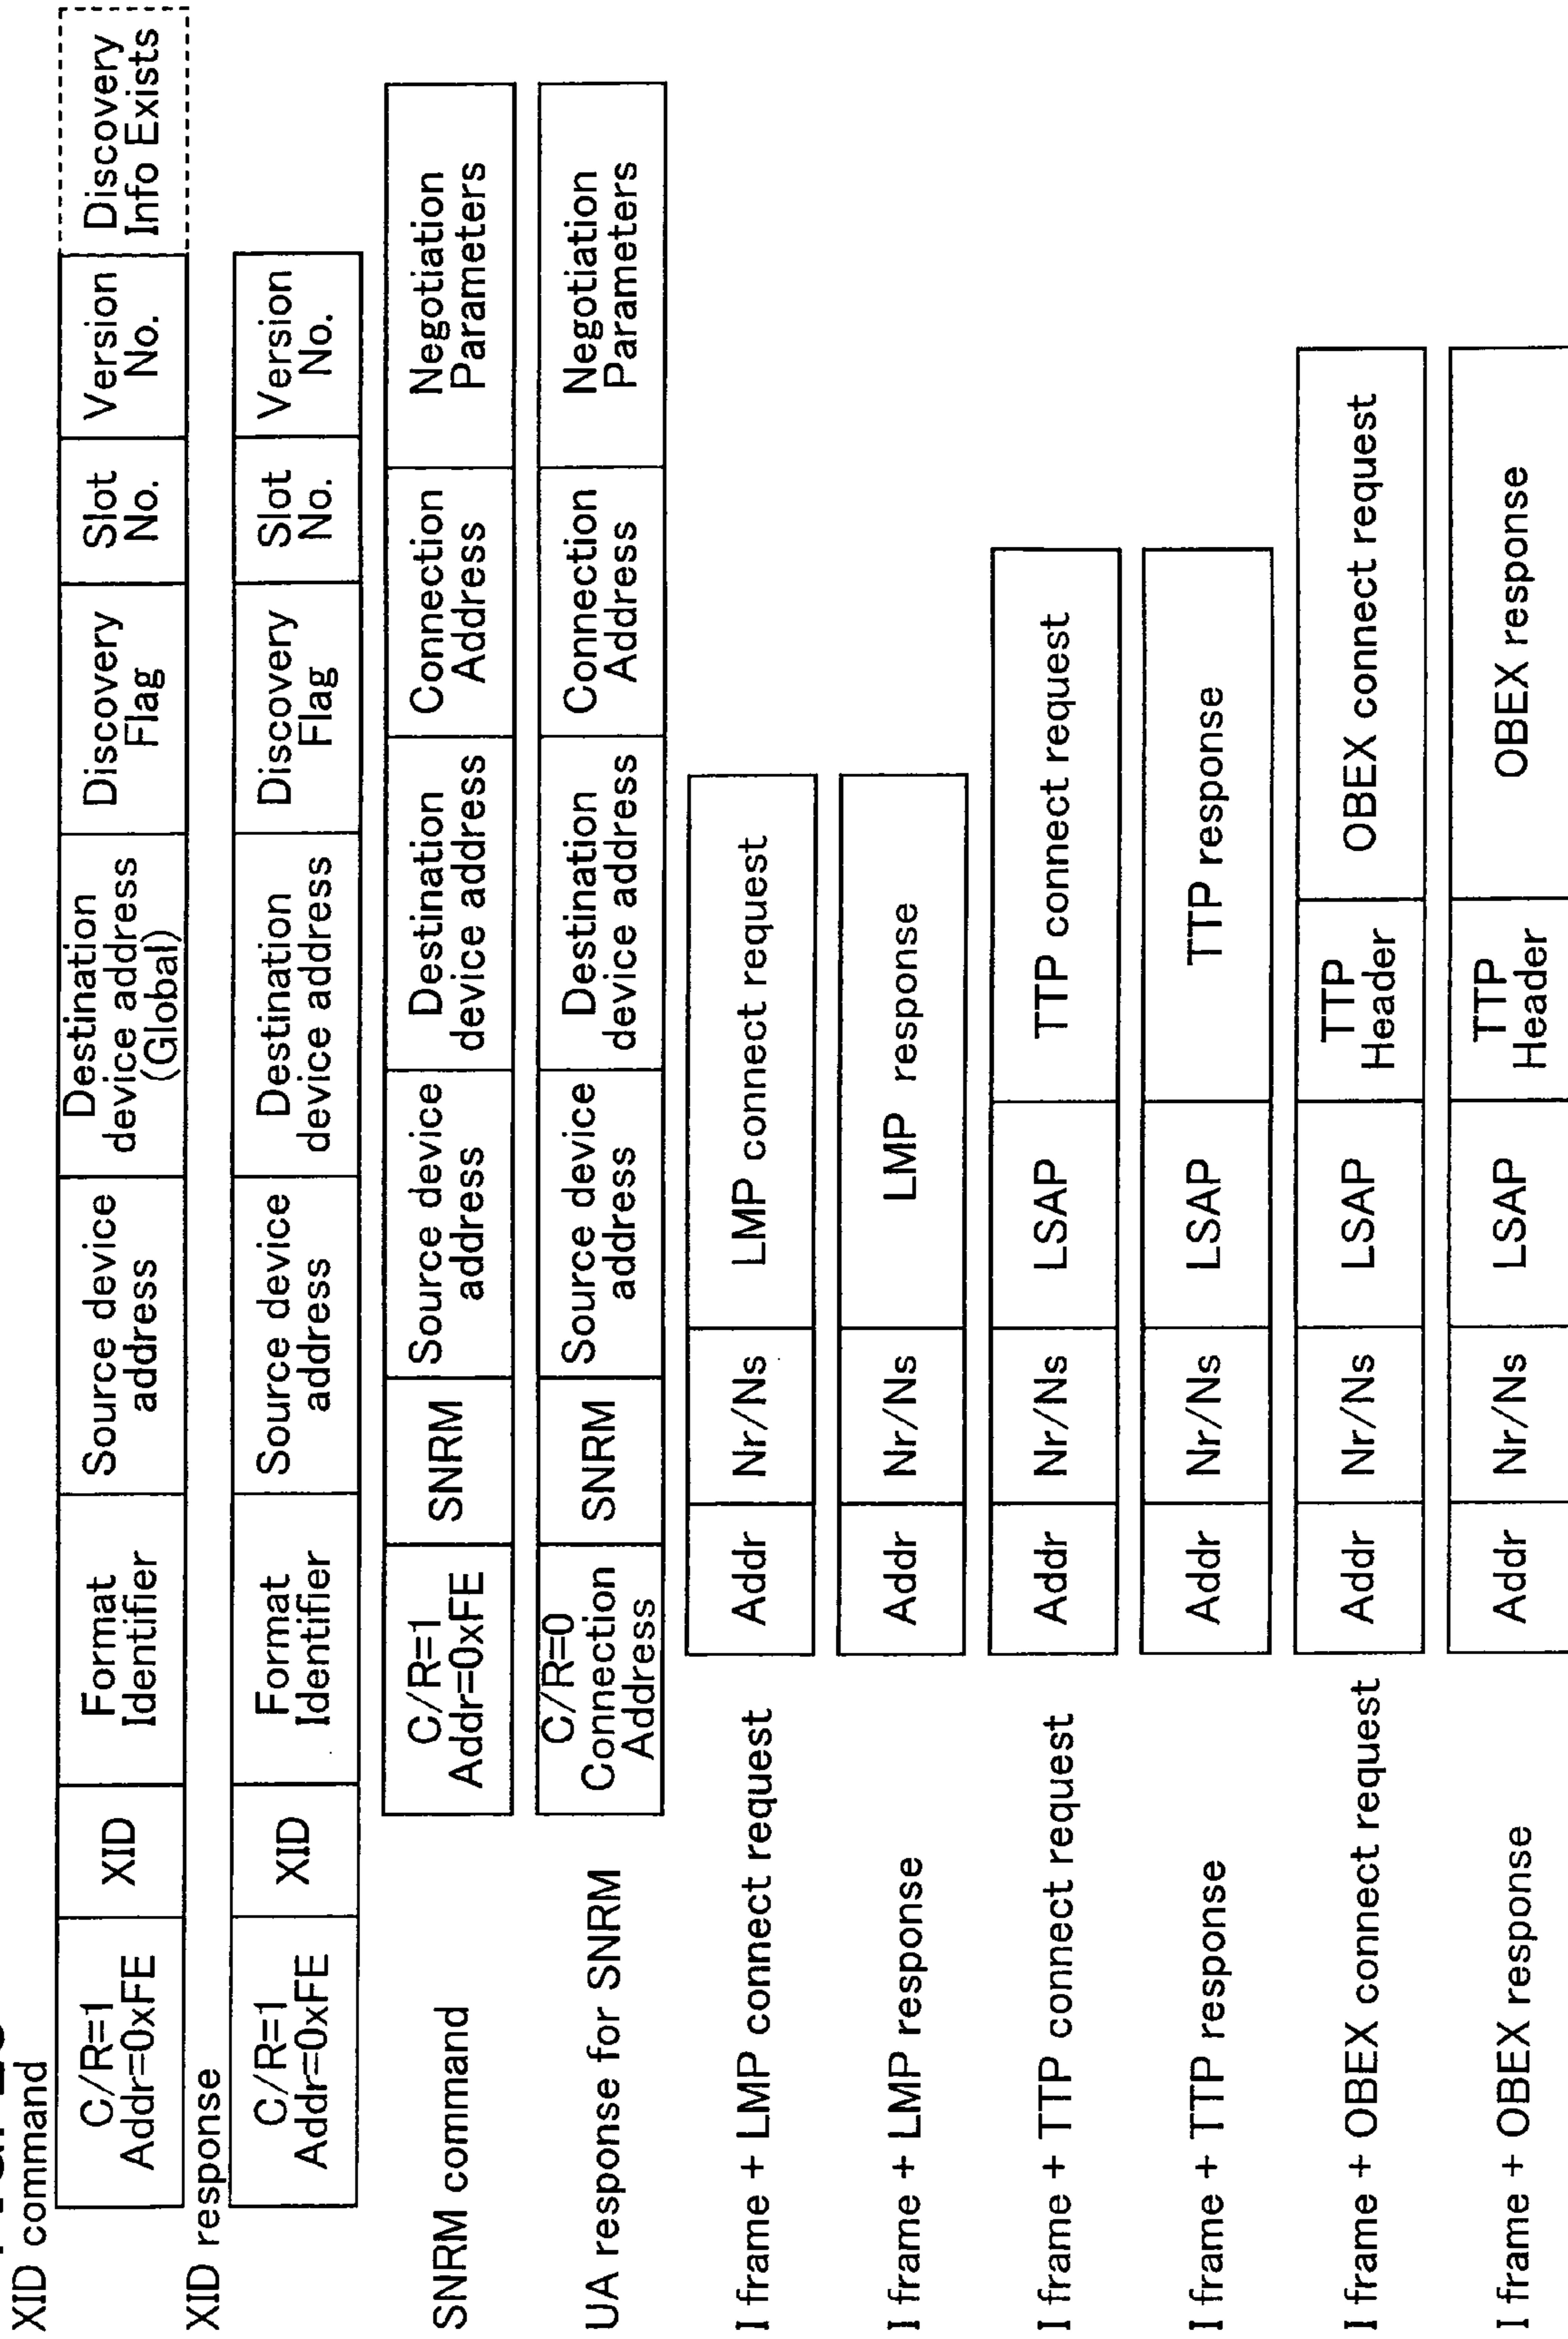 XID command
C/R=1
Addr=0xFE
XID
Format
Identifier
Source device
address
Destination
device address
(Global)
Discovery
Flag
Slot
No.
Version
No.
Discovery
Info Exists
XID response
C/R=1
Addr=0xFE
XID
Format
Identifier
Source device
address
Destination
device address
Discovery
Flag
Slot
No.
Version
No.
SNRM command
C/R=1
Addr=0xFE
SNRM
Source device
address
Destination
device address
Connection
Address
Negotiation
Parameters
UA response for SNRM
C/R=0
Connection
Address
SNRM
Source device
address
Destination
device address
Connection
Address
Negotiation
Parameters
I frame + LMP connect request
Addr
Nr/Ns
LMP connect request
I frame + LMP response
Addr
Nr/Ns
LMP response
I frame + TTP connect request
Addr
Nr/Ns
LSAP
TTP connect request
I frame + TTP response
Addr
Nr/Ns
LSAP
TTP response
I frame + OBEX connect request
Addr
Nr/Ns
LSAP
TTP
Header
OBEX connect request
I frame + OBEX response
Addr
Nr/Ns
LSAP
TTP
Header
OBEX response